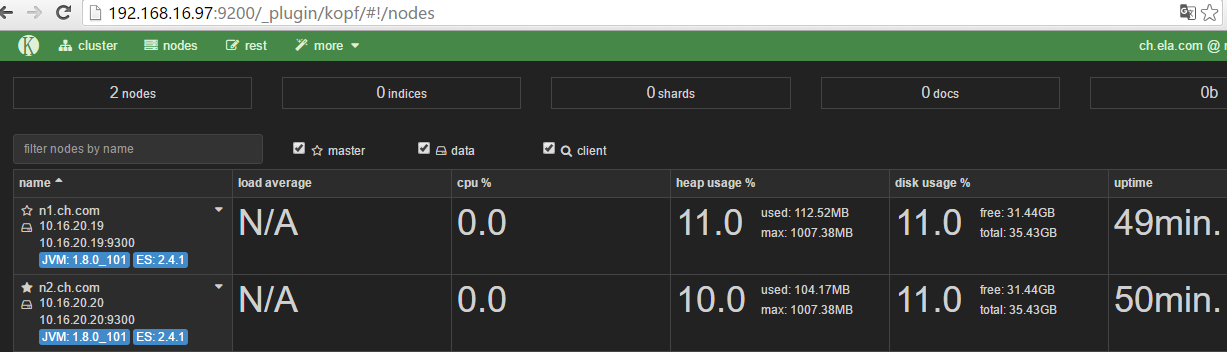 192.168.16.97:9200/_plugin/kopf/#!/nodes
K cluster nodes rest more ch.ela.com @
2 nodes 0 indices 0 shards 0 docs 0b
filter nodes by name master data client
name load average cpu % heap usage % disk usage % uptime
n1.ch.com
10.16.20.19
10.16.20.19:9300
JVM: 1.8.0_101 ES: 2.4.1
N/A 0.0 11.0
used: 112.52MB
max: 1007.38MB
11.0
free: 31.44GB
total: 35.43GB
49min.
n2.ch.com
10.16.20.20
10.16.20.20:9300
JVM: 1.8.0_101 ES: 2.4.1
N/A 0.0 10.0
used: 104.17MB
max: 1007.38MB
11.0
free: 31.44GB
total: 35.43GB
50min.